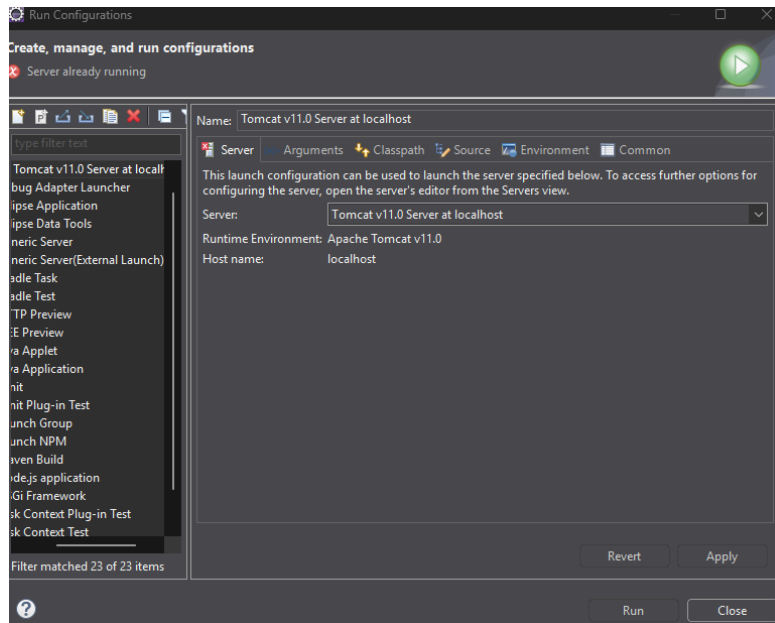 Run Configurations
Create, manage, and run configurations
Server already running
type filter text
Tomcat v11.0 Server at localh
bug Adapter Launcher
ipse Application
ipse Data Tools
neric Server
neric Server(External Launch)
adle Task
adle Test
TP Preview
EE Preview
va Applet
va Application
nit
nit Plug-in Test
unch Group
unch NPM
aven Build
de.js application
Gi Framework
sk Context Plug-in Test
sk Context Test
Filter matched 23 of 23 items
Name: Tomcat v11.0 Server at localhost
Server Arguments Classpath Source Environment Common
This launch configuration can be used to launch the server specified below. To access further options for
configuring the server, open the server's editor from the Servers view.
Server: Tomcat v11.0 Server at localhost
Runtime Environment: Apache Tomcat v11.0
Host name: localhost
Revert Apply
Run Close